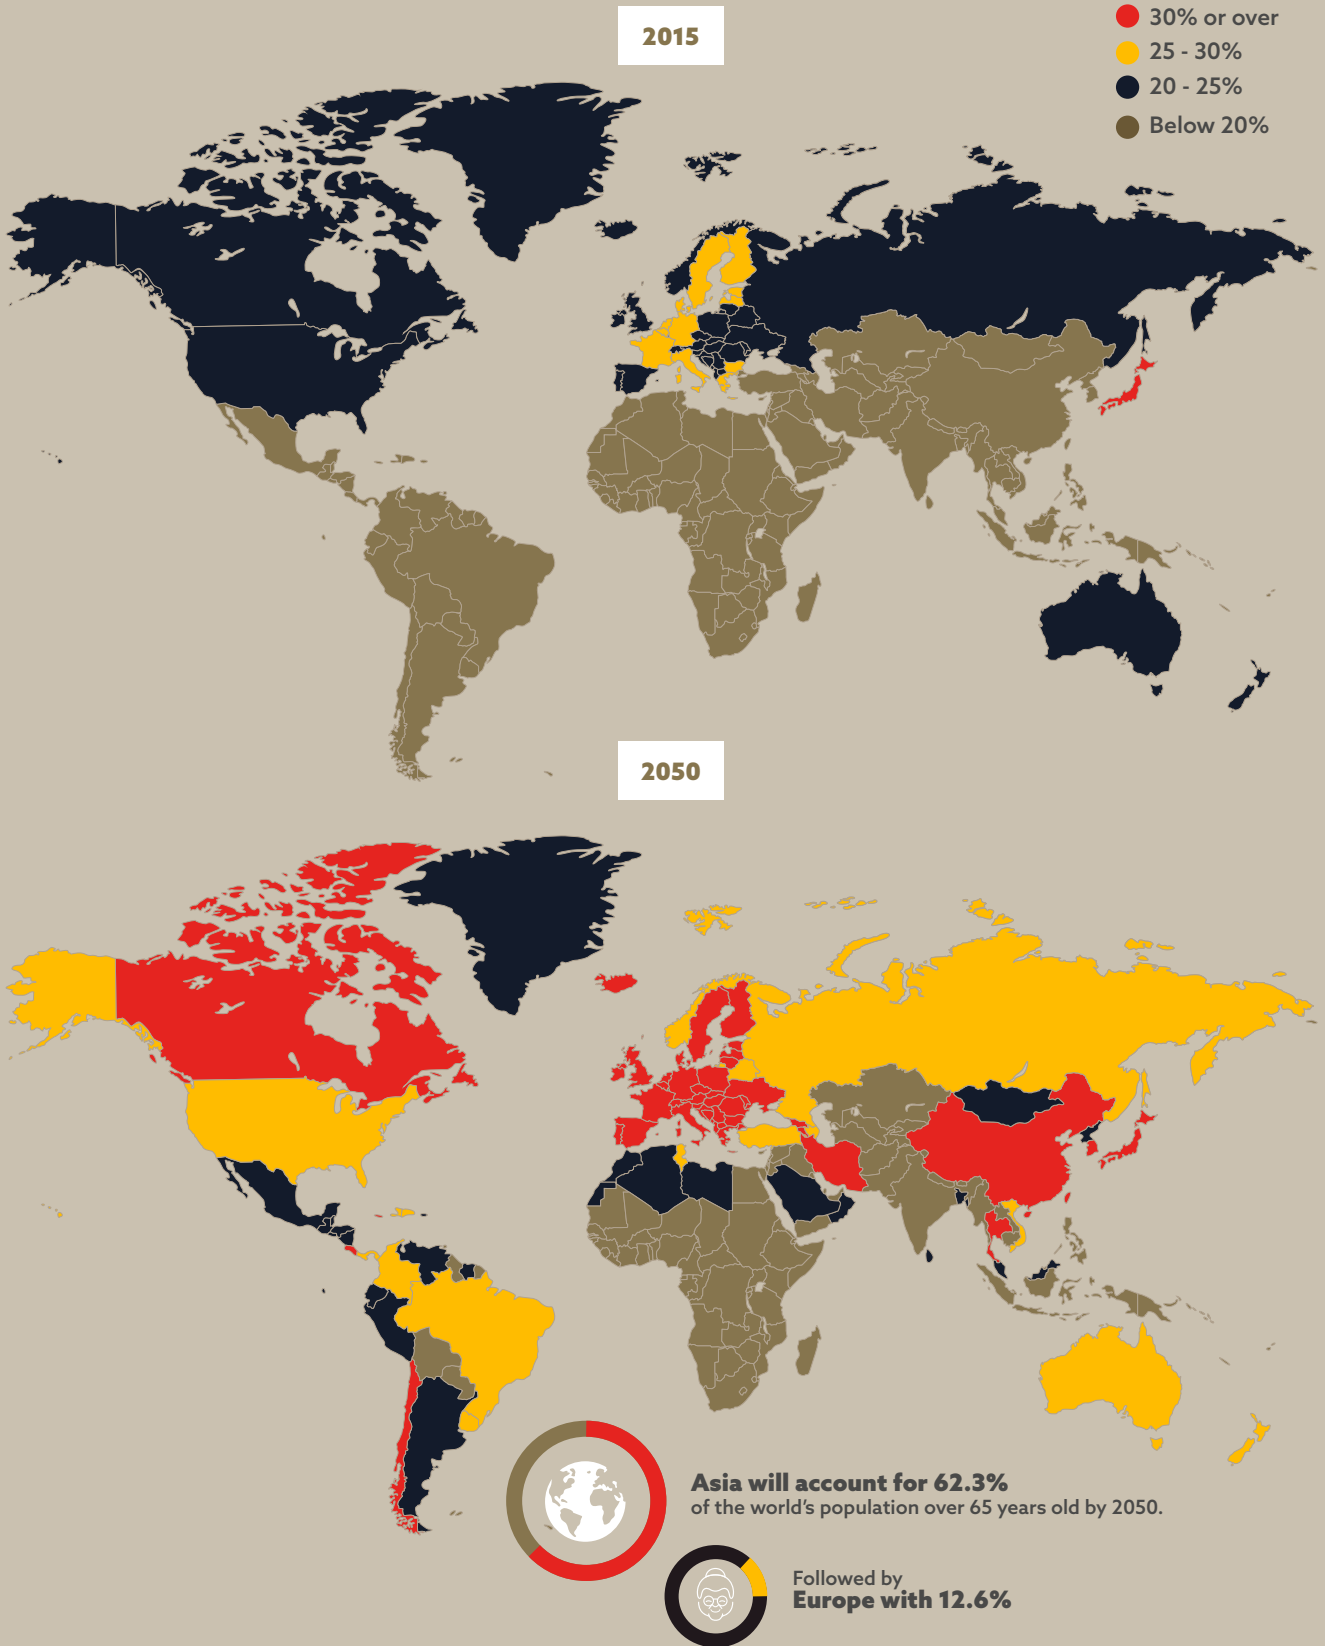 2015
30% or over
25 - 30%
20 - 25%
Below 20%
2050
Asia will account for 62.3%
of the world's population over 65 years old by 2050.
Followed by
Europe with 12.6%